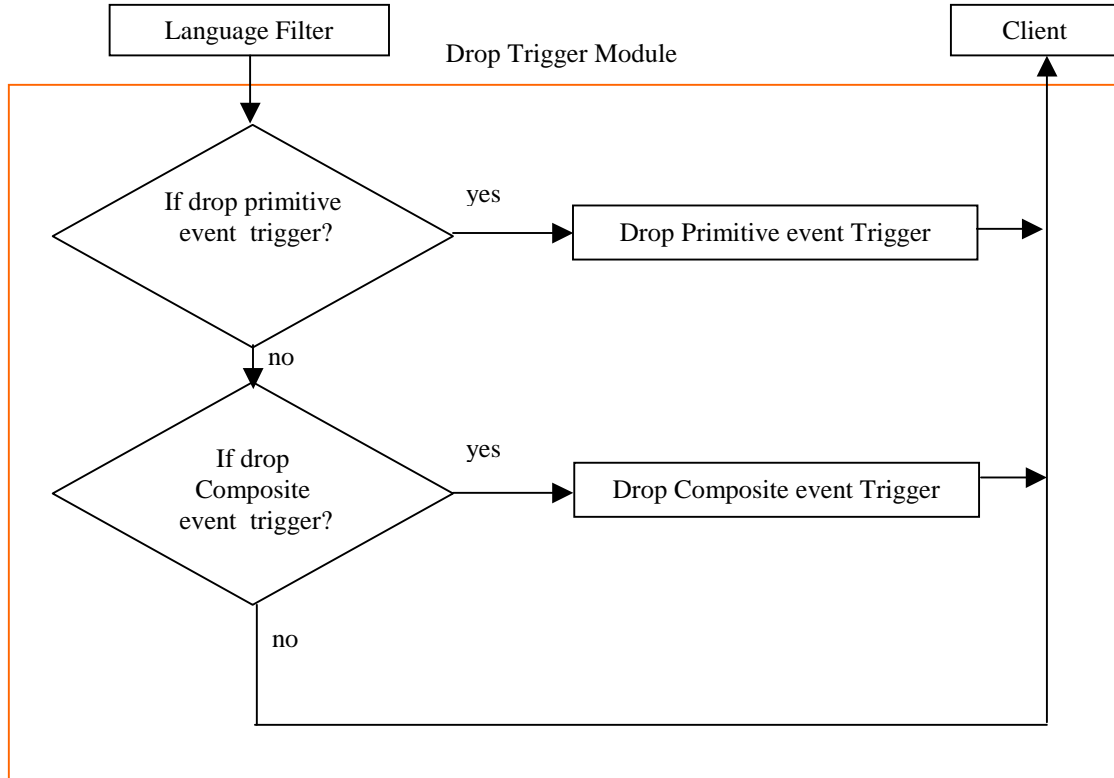 Language Filter
Client
Drop Trigger Module
If drop primitive
event trigger?
yes
Drop Primitive event Trigger
no
If drop
Composite
event trigger?
yes
Drop Composite event Trigger
no